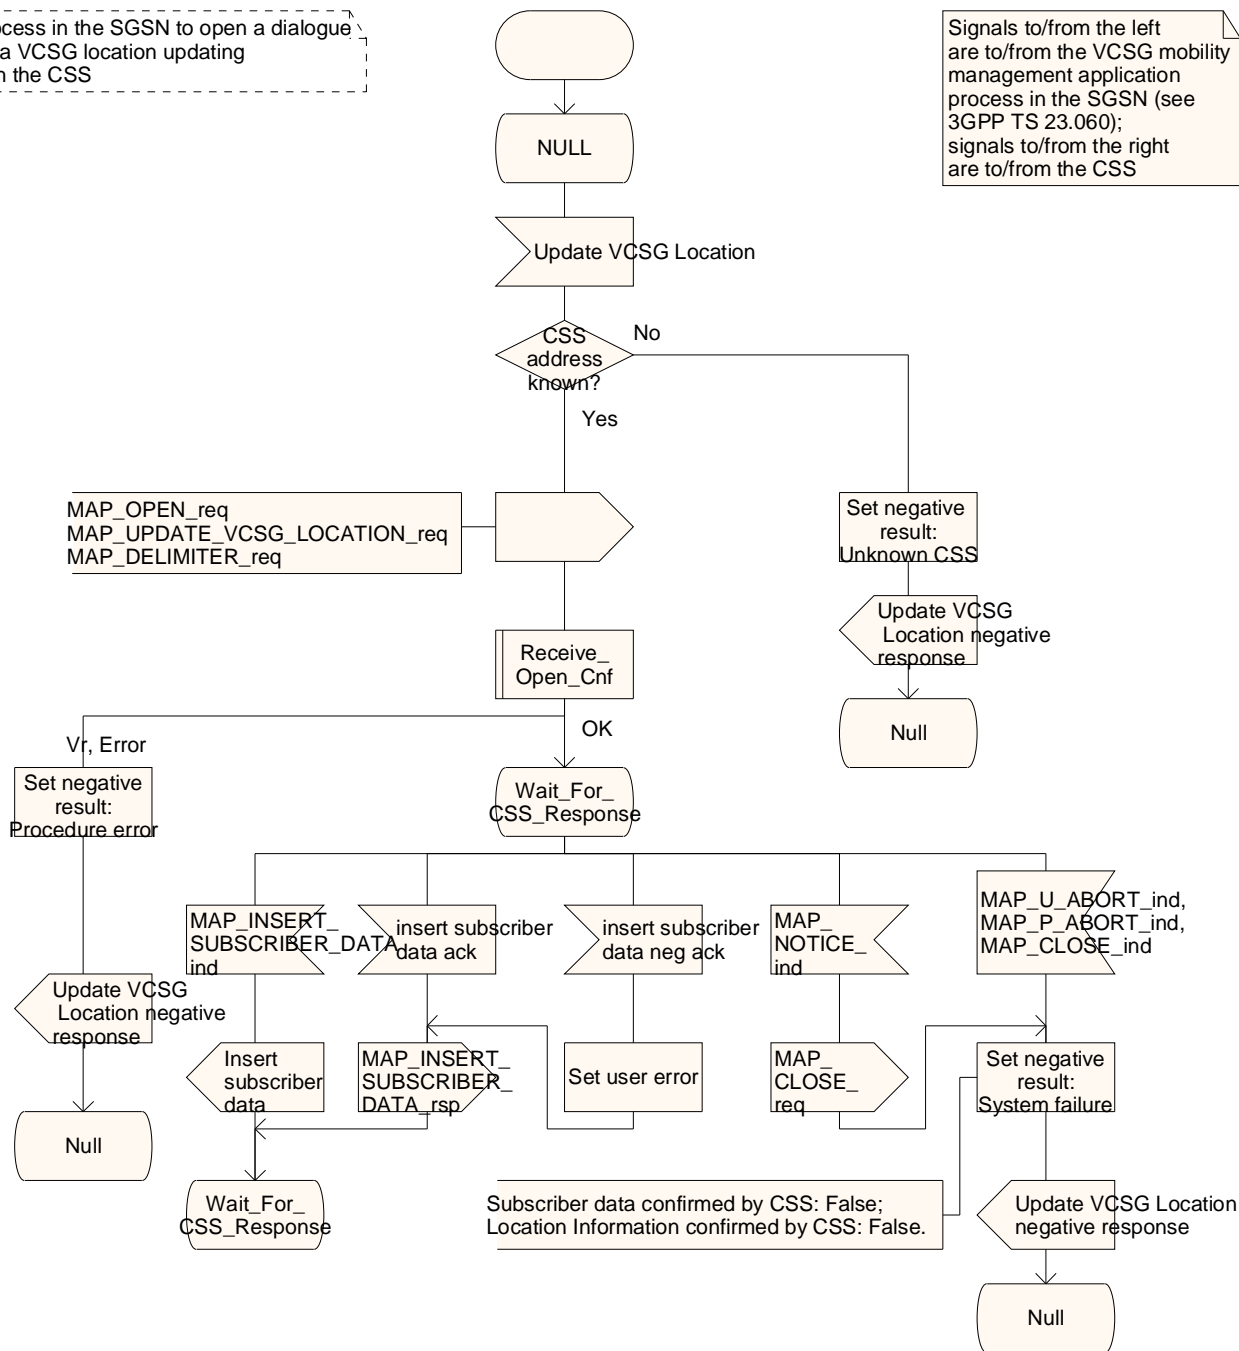 cess in the SGSN to open a dialogue
a VCSG location updating
the CSS
Signals to/from the left
are to/from the VCSG mobility
management application
process in the SGSN (see
3GPP TS 23.060);
signals to/from the right
are to/from the CSS
NULL
Update VCSG Location
CSS
address
known?
No
Yes
MAP_OPEN_req
MAP_UPDATE_VCSG_LOCATION_req
MAP_DELIMITER_req
Set negative
result:
Unknown CSS
Update VCSG
Location negative
response
Null
Receive_
Open_Cnf
OK
Vr, Error
Set negative
result:
Procedure error
Wait_For_
CSS_Response
MAP_INSERT_
SUBSCRIBER_DATA_
ind
insert subscriber
data ack
insert subscriber
data neg ack
MAP_
NOTICE_
ind
MAP_U_ABORT_ind,
MAP_P_ABORT_ind,
MAP_CLOSE_ind
Update VCSG
Location negative
response
Insert
subscriber
data
MAP_INSERT_
SUBSCRIBER_
DATA_rsp
Set user error
MAP_
CLOSE_
req
Set negative
result:
System failure
Null
Wait_For_
CSS_Response
Subscriber data confirmed by CSS: False;
Location Information confirmed by CSS: False.
Update VCSG Location
negative response
Null